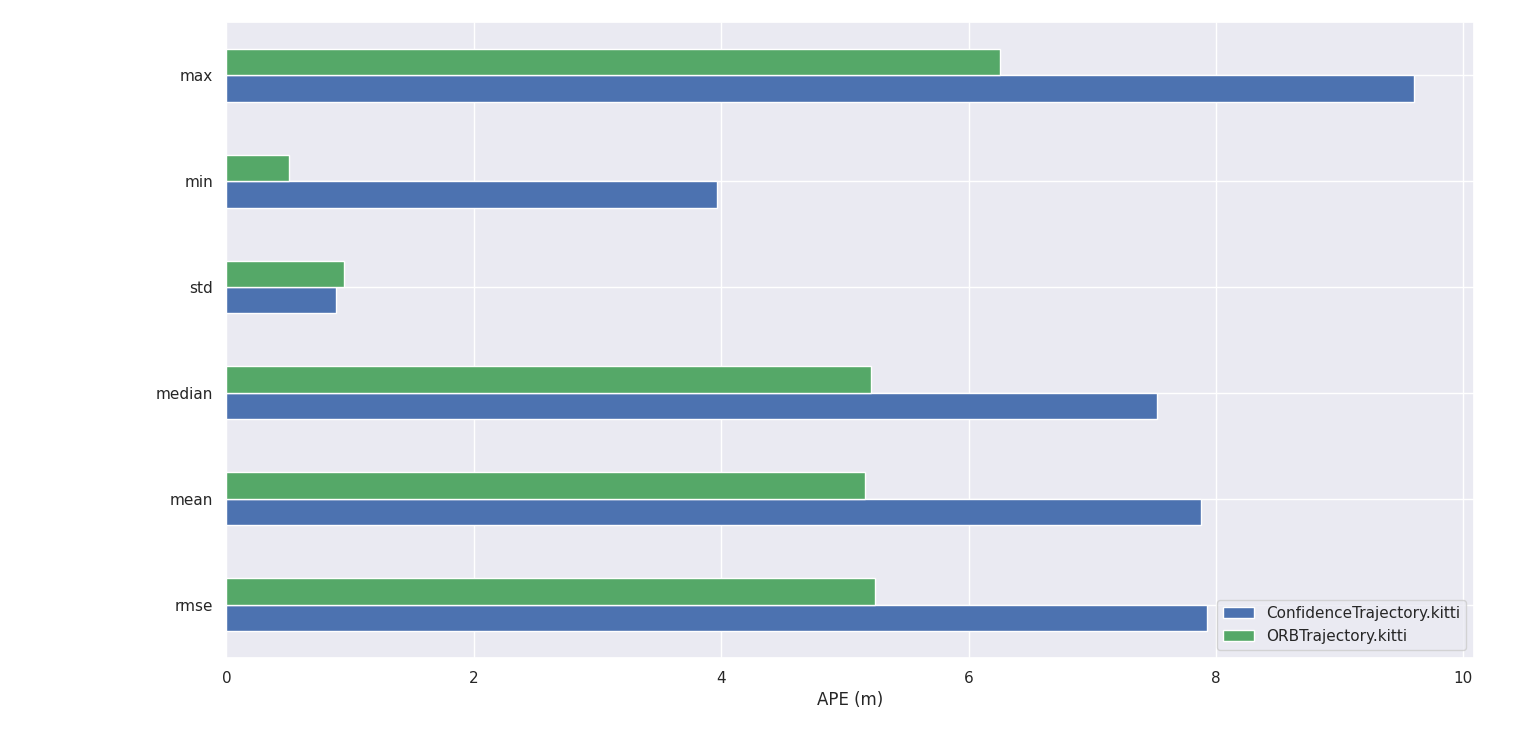 max
min
std
median
mean
rmse
ConfidenceTrajectory.kitti
ORBTrajectory.kitti
0 2 4 6 8 10
APE (m)